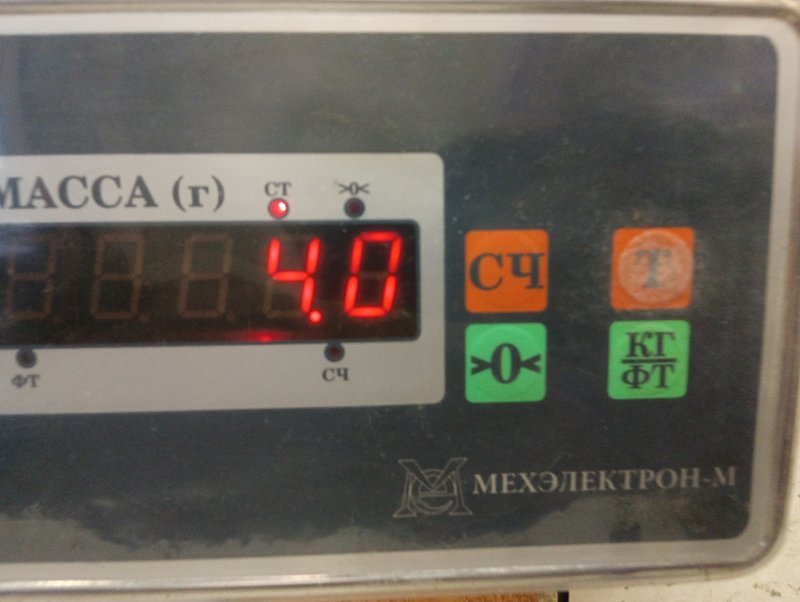 МАССА (г)
СТ
>0<
4.0
ФТ
СЧ
СЧ
Т
>0<
КГ
ФТ
МЕХЭЛЕКТРОН-М